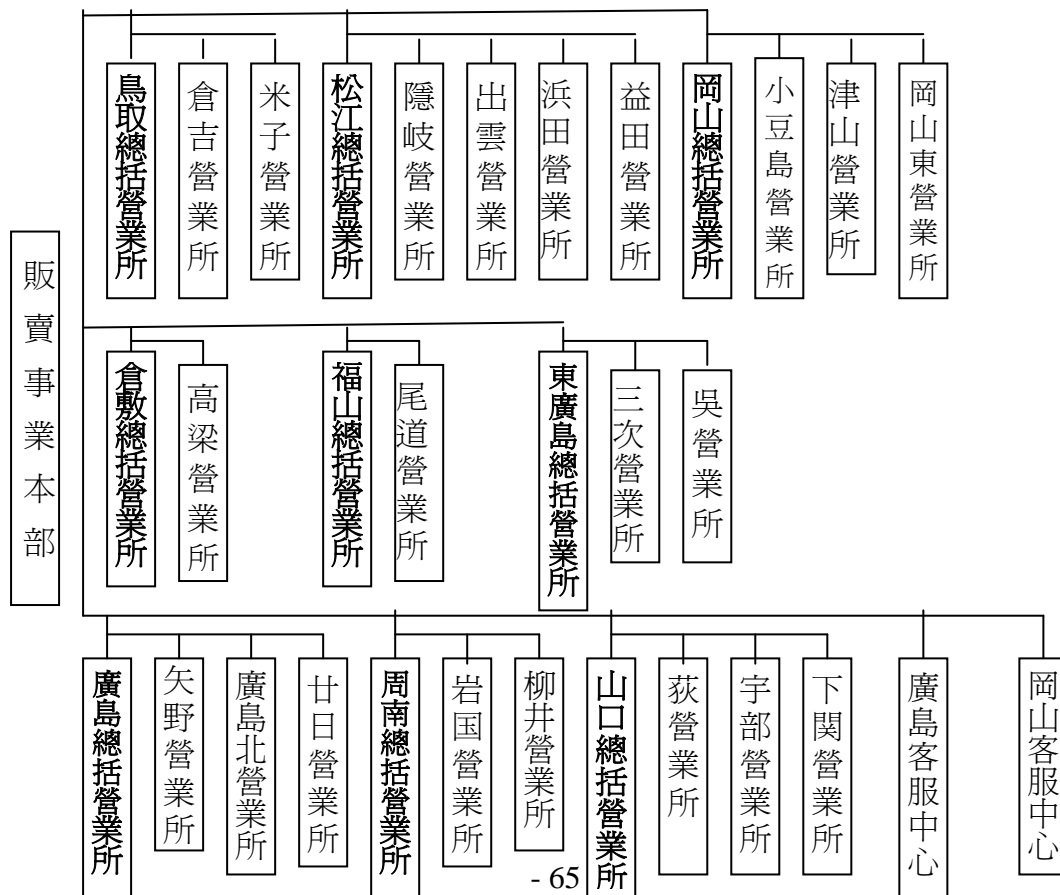 販賣事業本部
鳥取總括營業所
倉吉營業所
米子營業所
松江總括營業所
隱岐營業所
出雲營業所
浜田營業所
益田營業所
岡山總括營業所
小豆島營業所
津山營業所
岡山東營業所
倉敷總括營業所
高梁營業所
福山總括營業所
尾道營業所
東廣島總括營業所
三次營業所
吳營業所
廣島總括營業所
矢野營業所
廣島北營業所
廿日營業所
周南總括營業所
岩国營業所
柳井營業所
山口總括營業所
荻營業所
宇部營業所
下関營業所
廣島客服中心
岡山客服中心
- 65